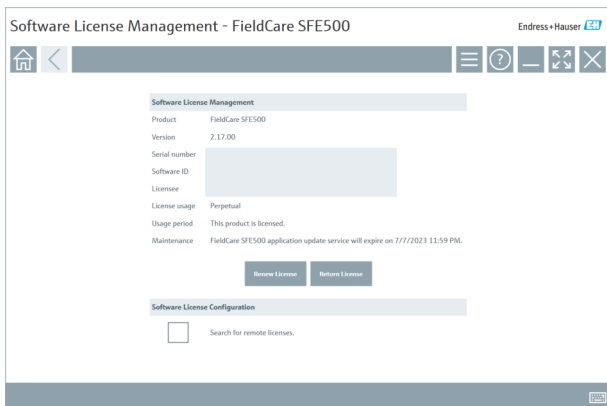 Software License Management - FieldCare SFE500
Endress+Hauser EH
Software License Management
Product FieldCare SFE500
Version 2.17.00
Serial number
Software ID
Licensee
License usage Perpetual
Usage period This product is licensed.
Maintenance FieldCare SFE500 application update service will expire on 7/7/2023 11:59 PM.
Renew License Return License
Software License Configuration
Search for remote licenses.